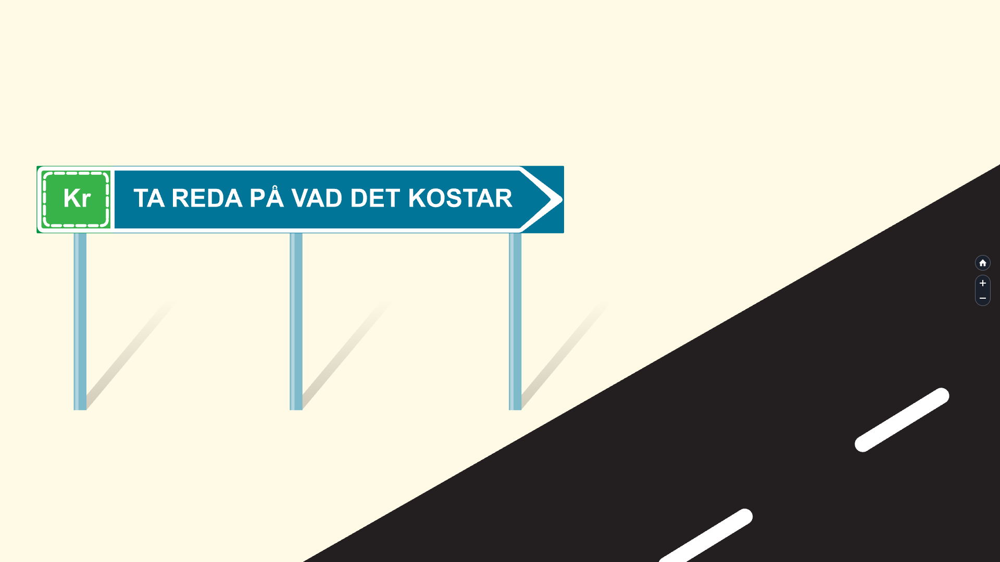 Kr TA REDA PÅ VAD DET KOSTAR